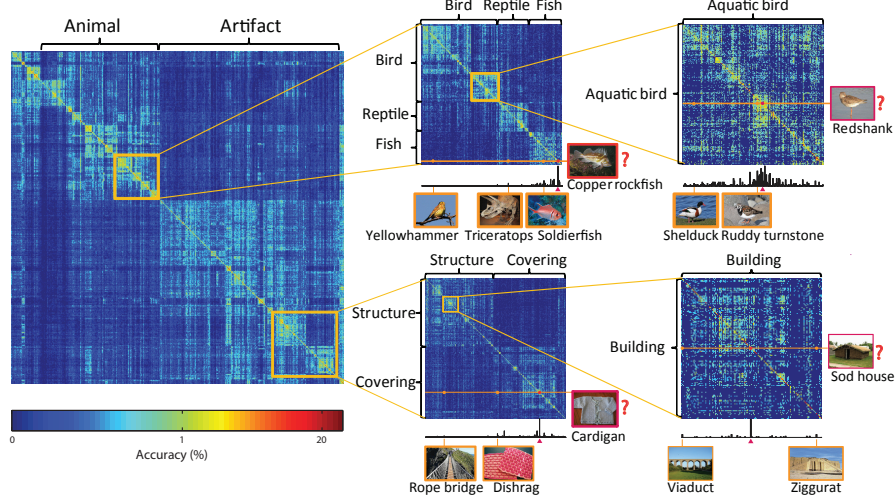 Animal
Artifact
0
1
20
Accuracy (%)
Bird
Reptile
Fish
Bird
Reptile
Fish
?
Copper rockfish
Yellowhammer
Triceratops
Soldierfish
Aquatic bird
Aquatic bird
?
Redshank
Shelduck
Ruddy turnstone
Structure
Covering
Structure
Covering
?
Cardigan
Rope bridge
Dishrag
Building
Building
?
Sod house
Viaduct
Ziggurat